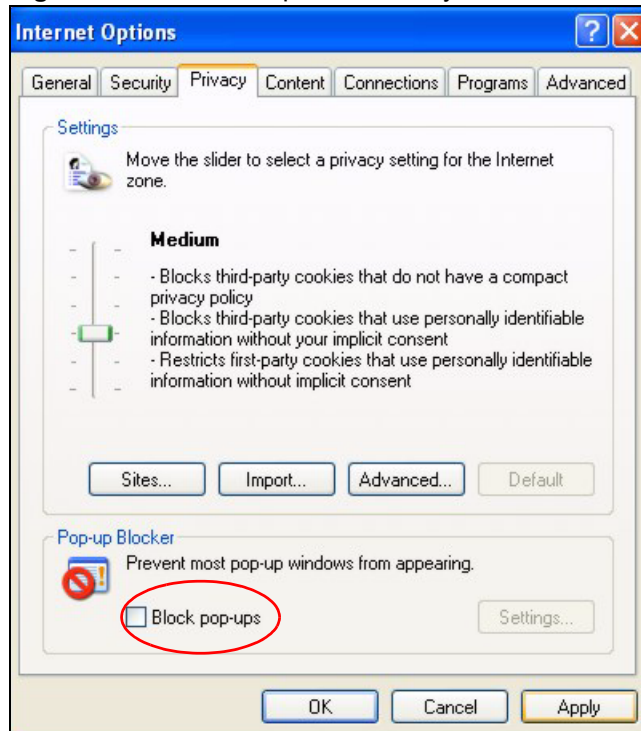 Internet Options
General Security Privacy Content Connections Programs Advanced
Settings
Move the slider to select a privacy setting for the Internet
zone.
Medium
- Blocks third-party cookies that do not have a compact
privacy policy
- Blocks third-party cookies that use personally identifiable
information without your implicit consent
- Restricts first-party cookies that use personally identifiable
information without implicit consent
Sites... Import... Advanced... Default
Pop-up Blocker
Prevent most pop-up windows from appearing.
Block pop-ups Settings...
OK Cancel Apply